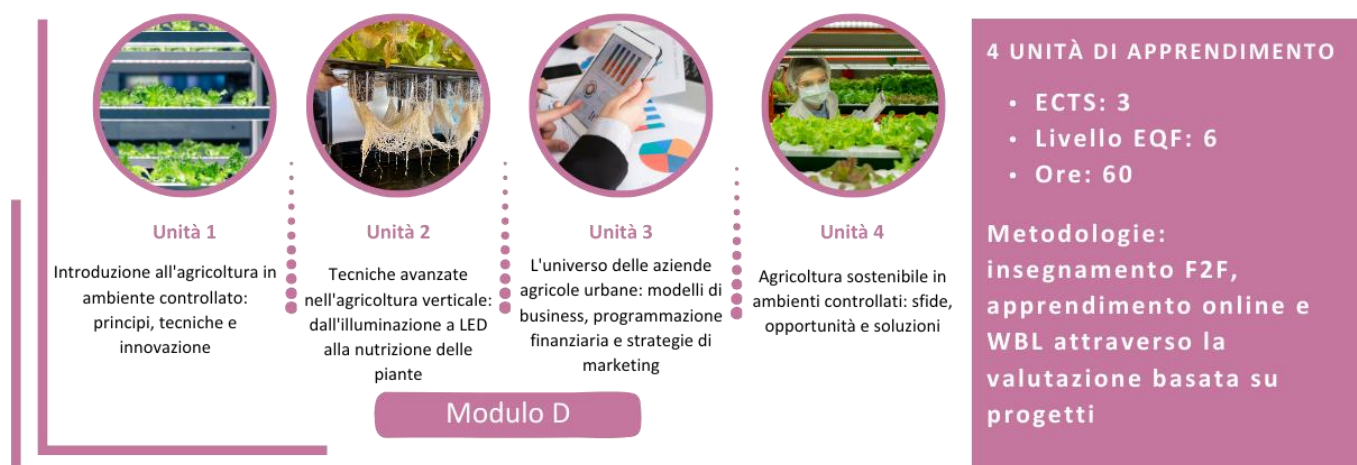 Unità 1
Introduzione all'agricoltura in
ambiente controllato:
principi, tecniche e
innovazione
Unità 2
Tecniche avanzate
nell'agricoltura verticale:
dall'illuminazione a LED
alla nutrizione delle
piante
Unità 3
L'universo delle aziende
agricole urbane: modelli di
business, programmazione
finanziaria e strategie di
marketing
Unità 4
Agricoltura sostenibile in
ambienti controllati: sfide,
opportunità e soluzioni
Modulo D
4 UNITÀ DI APPRENDIMENTO
• ECTS: 3
• Livello EQF: 6
• Ore: 60
Metodologie:
insegnamento F2F,
apprendimento online e
WBL attraverso la
valutazione basata su
progetti